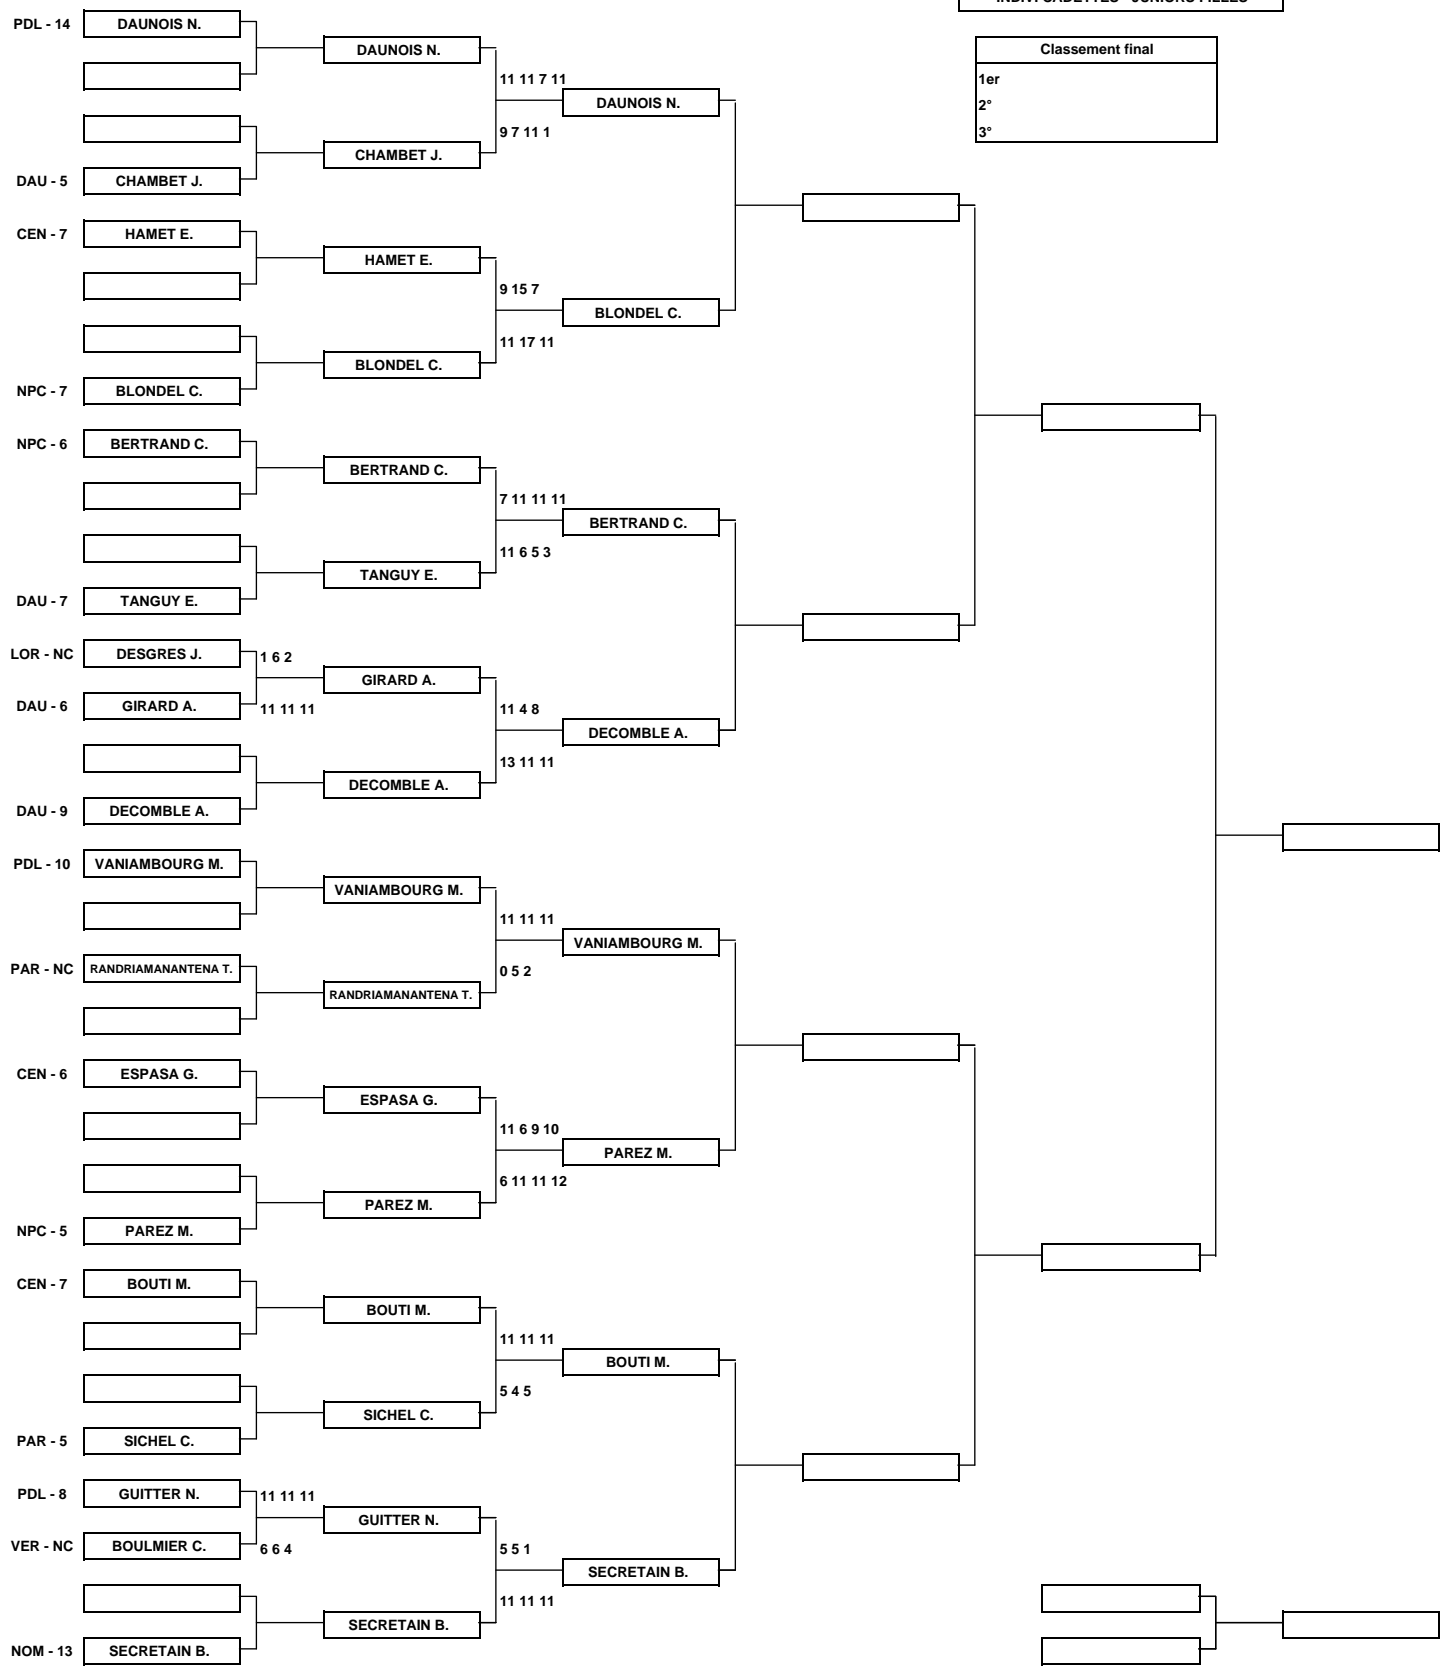 INDIVI CADETTES - JUNIORS FILLES
Classement final
1er
2°
3°
PDL - 14 DAUNOIS N.
DAUNOIS N.
11 11 7 11
DAUNOIS N.
9 7 11 1
CHAMBET J.
DAU - 5 CHAMBET J.
CEN - 7 HAMET E.
HAMET E.
9 15 7
BLONDEL C.
11 17 11
BLONDEL C.
NPC - 7 BLONDEL C.
NPC - 6 BERTRAND C.
BERTRAND C.
7 11 11 11
BERTRAND C.
11 6 5 3
TANGUY E.
DAU - 7 TANGUY E.
LOR - NC DESGRES J.
1 6 2
GIRARD A.
DAU - 6 GIRARD A.
11 11 11
11 4 8
DECOMBLE A.
13 11 11
DECOMBLE A.
DAU - 9 DECOMBLE A.
PDL - 10 VANIAMBOURG M.
VANIAMBOURG M.
11 11 11
VANIAMBOURG M.
PAR - NC RANDRIAMANANTENA T.
0 5 2
RANDRIAMANANTENA T.
CEN - 6 ESPASA G.
ESPASA G.
11 6 9 10
PAREZ M.
6 11 11 12
PAREZ M.
NPC - 5 PAREZ M.
CEN - 7 BOUTI M.
BOUTI M.
11 11 11
BOUTI M.
5 4 5
SICHEL C.
PAR - 5 SICHEL C.
PDL - 8 GUITTER N.
11 11 11
GUITTER N.
VER - NC BOULMIER C.
6 6 4
5 5 1
SECRETAIN B.
11 11 11
SECRETAIN B.
NOM - 13 SECRETAIN B.